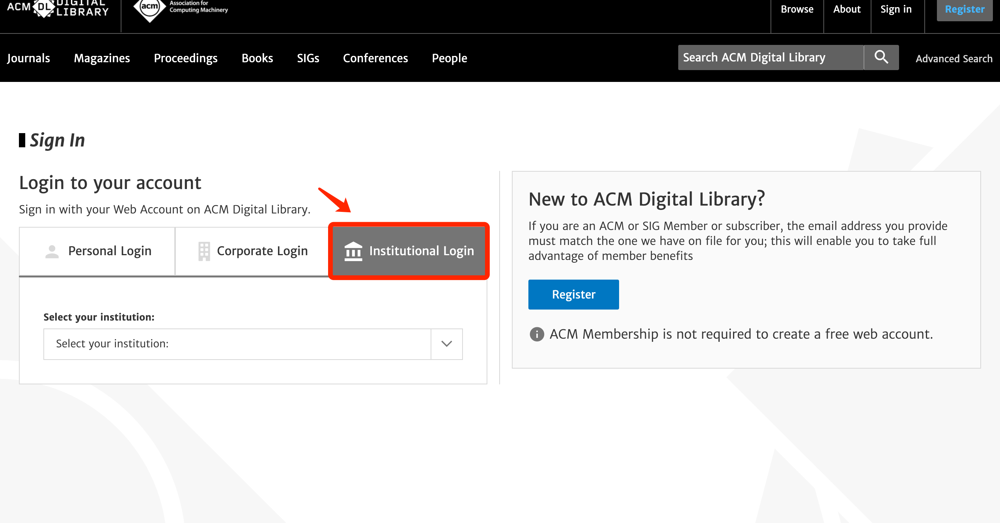 ACM DL DIGITAL
LIBRARY
acm
Association for
Computing Machinery
Browse
About
Sign in
Register
Journals
Magazines
Proceedings
Books
SIGs
Conferences
People
Search ACM Digital Library
Advanced Search
Sign In
Login to your account
Sign in with your Web Account on ACM Digital Library.
Personal Login
Corporate Login
Institutional Login
Select your institution:
Select your institution:
New to ACM Digital Library?
If you are an ACM or SIG Member or subscriber, the email address you provide
must match the one we have on file for you; this will enable you to take full
advantage of member benefits
Register
ACM Membership is not required to create a free web account.